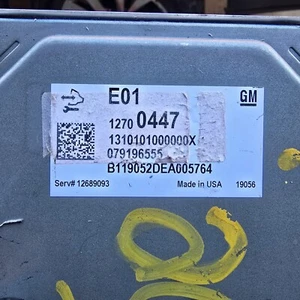 E01
GM
1270 0447
1310101000000X
079196555
B119052DEA005764
Serv# 12689093 Made in USA 19056